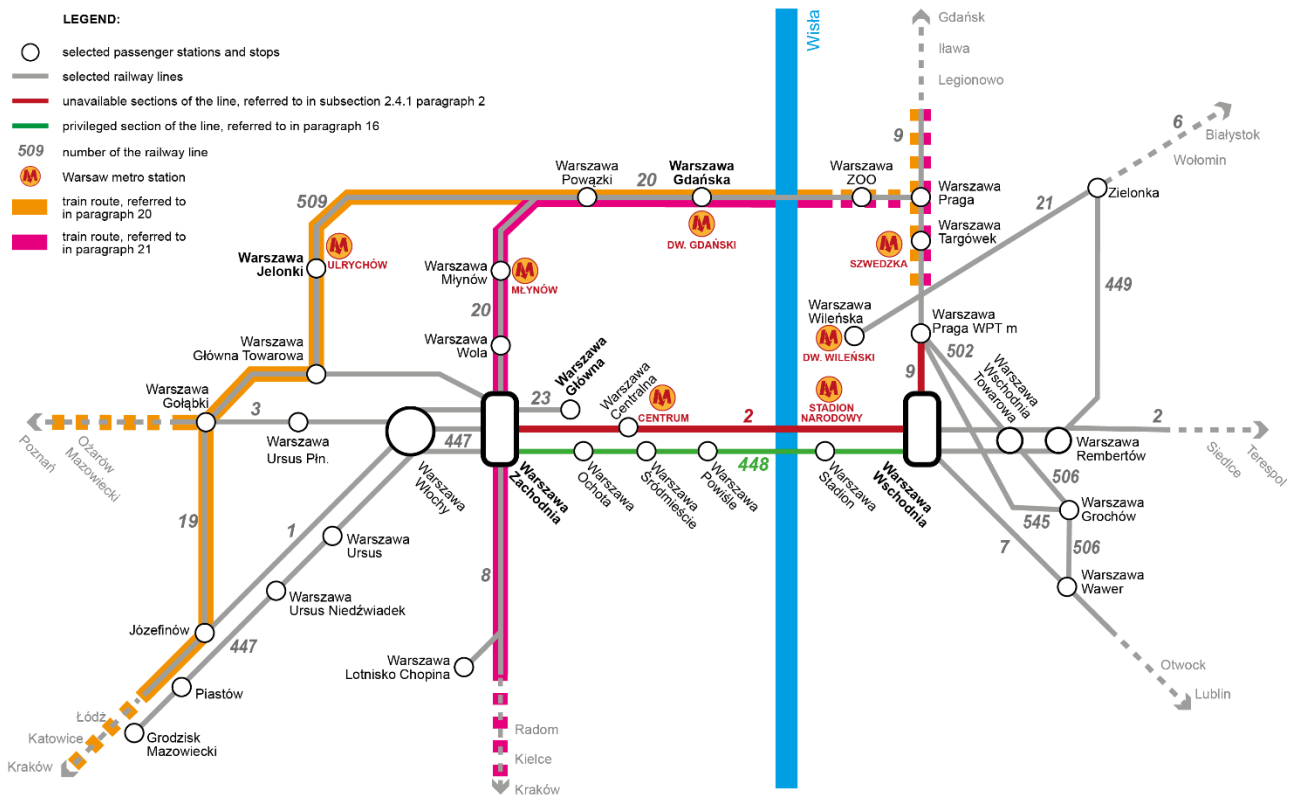 LEGEND:
selected passenger stations and stops
selected railway lines
unavailable sections of the line, referred to in subsection 2.4.1 paragraph 2
privileged section of the line, referred to in paragraph 16
509
number of the railway line
Warsaw metro station
train route, referred to
in paragraph 20
train route, referred to
in paragraph 21
Wisła
Gdańsk
Iława
Legionowo
9
6
Białystok
Wołomin
Zielonka
21
449
Warszawa
Powązki
20
Warszawa
Gdańska
DW. GDAŃSKI
Warszawa
ZOO
Warszawa
Praga
Warszawa
Targówek
SZWEDZKA
509
Warszawa
Jelonki
ULRYCHÓW
Warszawa
Młynów
MŁYNÓW
20
Warszawa
Wola
Warszawa
Wileńska
DW. WILEŃSKI
Warszawa
Praga WPT m
502
9
Warszawa
Wschodnia
Towarowa
Warszawa
Główna Towarowa
Warszawa
Gołąbki
3
Warszawa
Ursus Płn.
Poznań
Ożarów
Mazowiecki
447
Warszawa
Włochy
23
Warszawa
Główna
Warszawa
Centralna
CENTRUM
2
STADION
NARODOWY
Warszawa
Zachodnia
Warszawa
Ochota
Warszawa
Śródmieście
Warszawa
Powiśle
448
Warszawa
Stadion
Warszawa
Wschodnia
Warszawa
Rembertów
2
Siedlce
Terespol
506
Warszawa
Grochów
545
506
7
Warszawa
Wawer
Otwock
Lublin
19
1
Warszawa
Ursus
Warszawa
Ursus Niedźwiadek
8
Józefinów
447
Piastów
Warszawa
Lotnisko Chopina
Grodzisk
Mazowiecki
Łódź
Katowice
Kraków
Radom
Kielce
Kraków